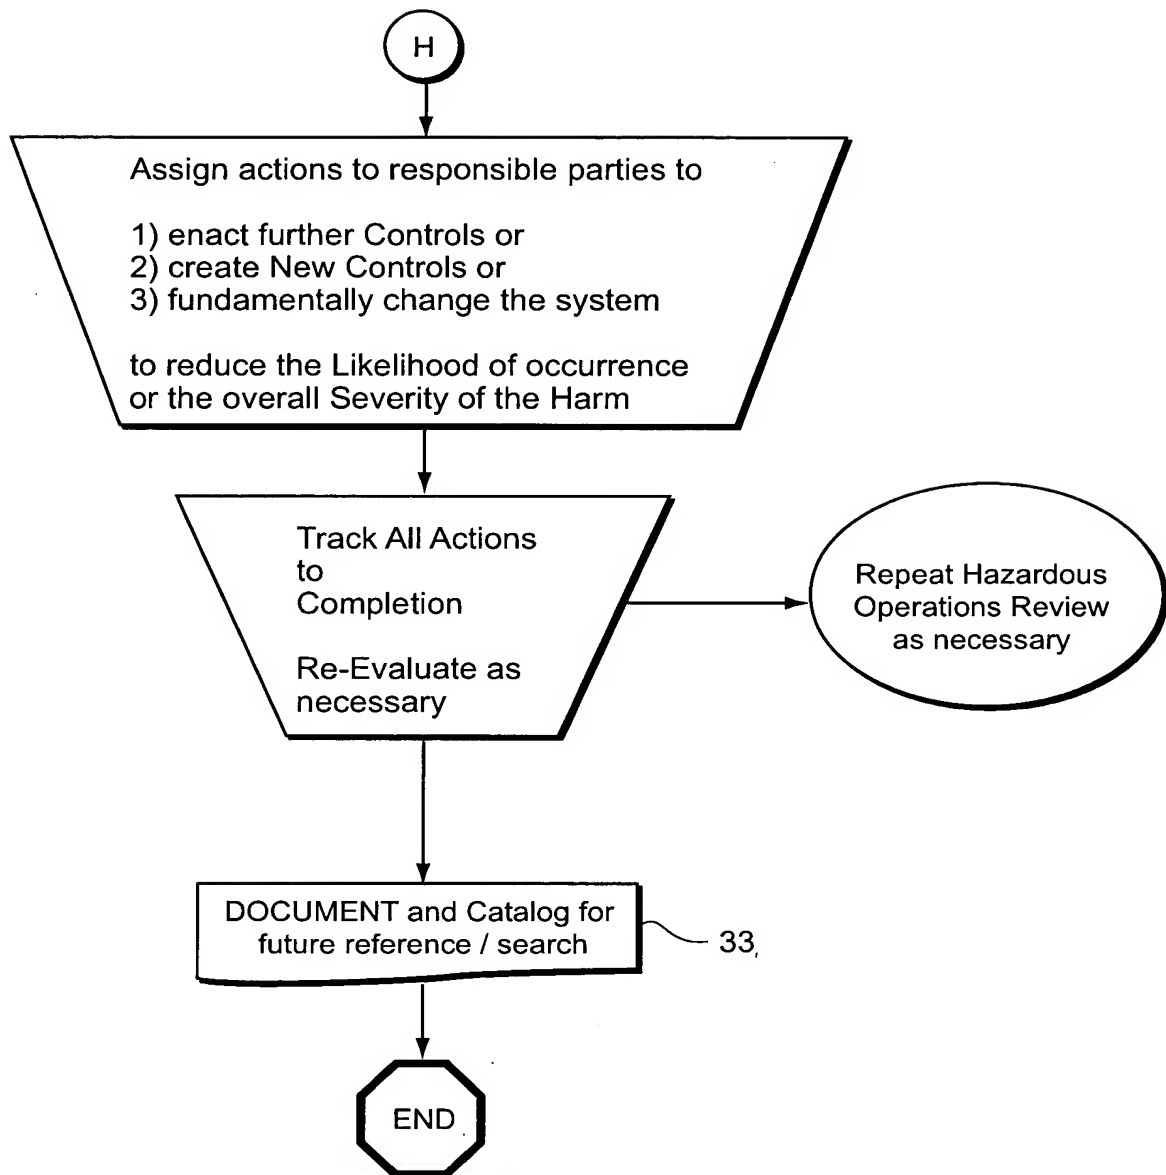 H
Assign actions to responsible parties to
1) enact further Controls or
2) create New Controls or
3) fundamentally change the system
to reduce the Likelihood of occurrence
or the overall Severity of the Harm
Track All Actions
to
Completion
Re-Evaluate as
necessary
Repeat Hazardous
Operations Review
as necessary
DOCUMENT and Catalog for
future reference / search
33
END